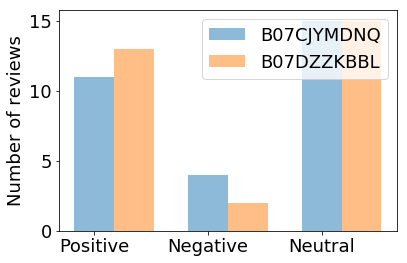 Number of reviews
15
10
5
0
B07CJYMDNQ
B07DZZKBBL
Positive Negative Neutral